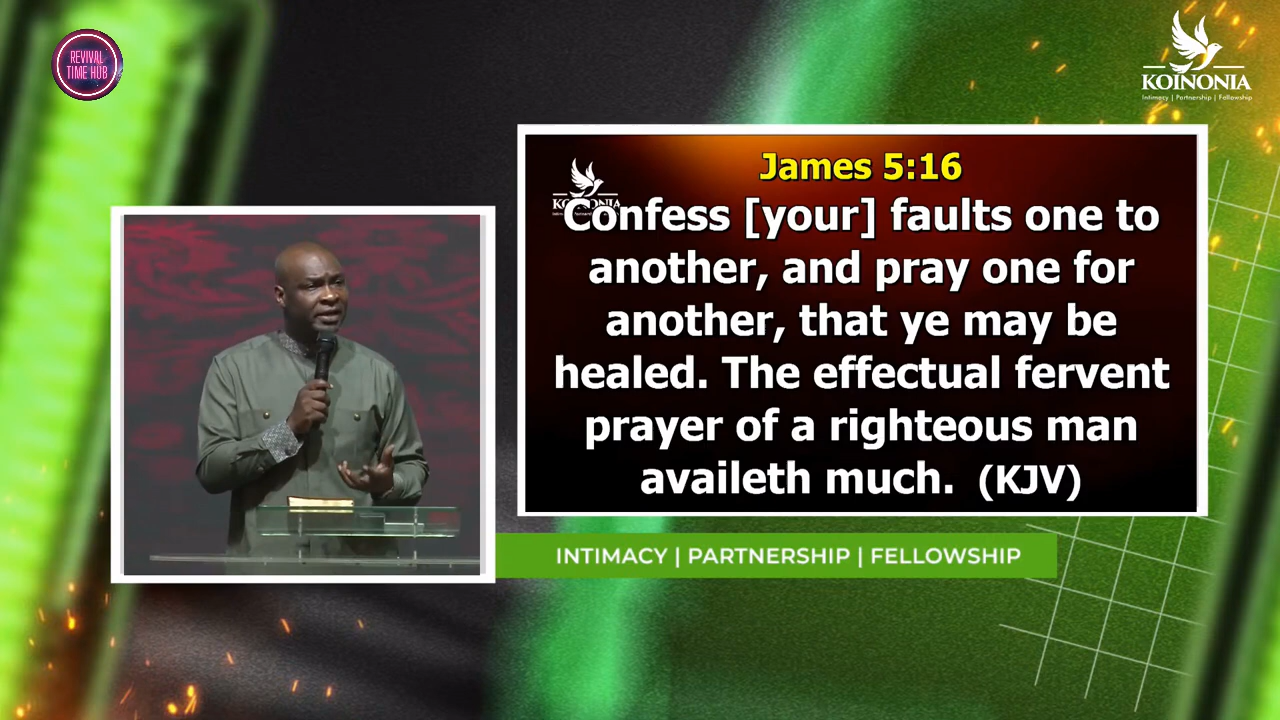 REVIVAL
TIME HUB
KOINONIA
Intimacy | Partnership | Fellowship
James 5:16
Confess [your] faults one to
another, and pray one for
another, that ye may be
healed. The effectual fervent
prayer of a righteous man
availeth much. (KJV)
INTIMACY | PARTNERSHIP | FELLOWSHIP